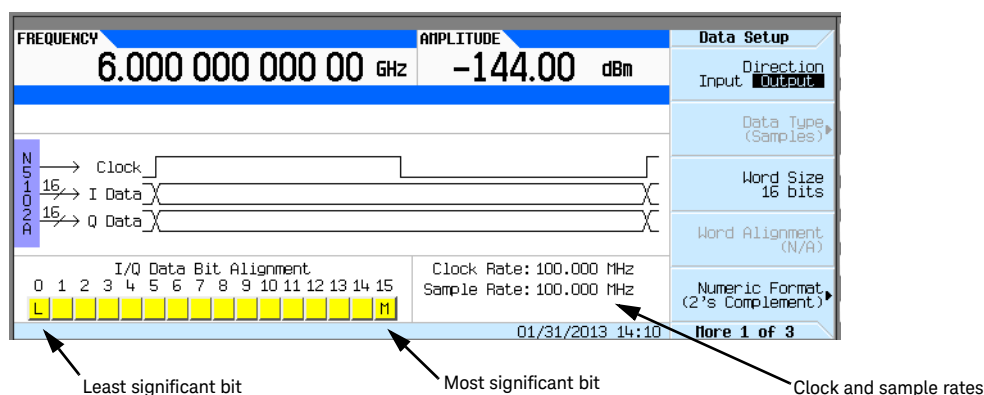 FREQUENCY
6.000 000 000 00 GHz
AMPLITUDE
-144.00 dBm
Data Setup
Direction
Input Output
Data Type
(Samples)
Word Size
16 bits
Word Alignment
(N/A)
Numeric Format
(2's Complement)
More 1 of 3
N5102A
Clock
16 I Data
16 Q Data
I/Q Data Bit Alignment
0 1 2 3 4 5 6 7 8 9 10 11 12 13 14 15
L M
Clock Rate: 100.000 MHz
Sample Rate: 100.000 MHz
01/31/2013 14:10
Least significant bit
Most significant bit
Clock and sample rates